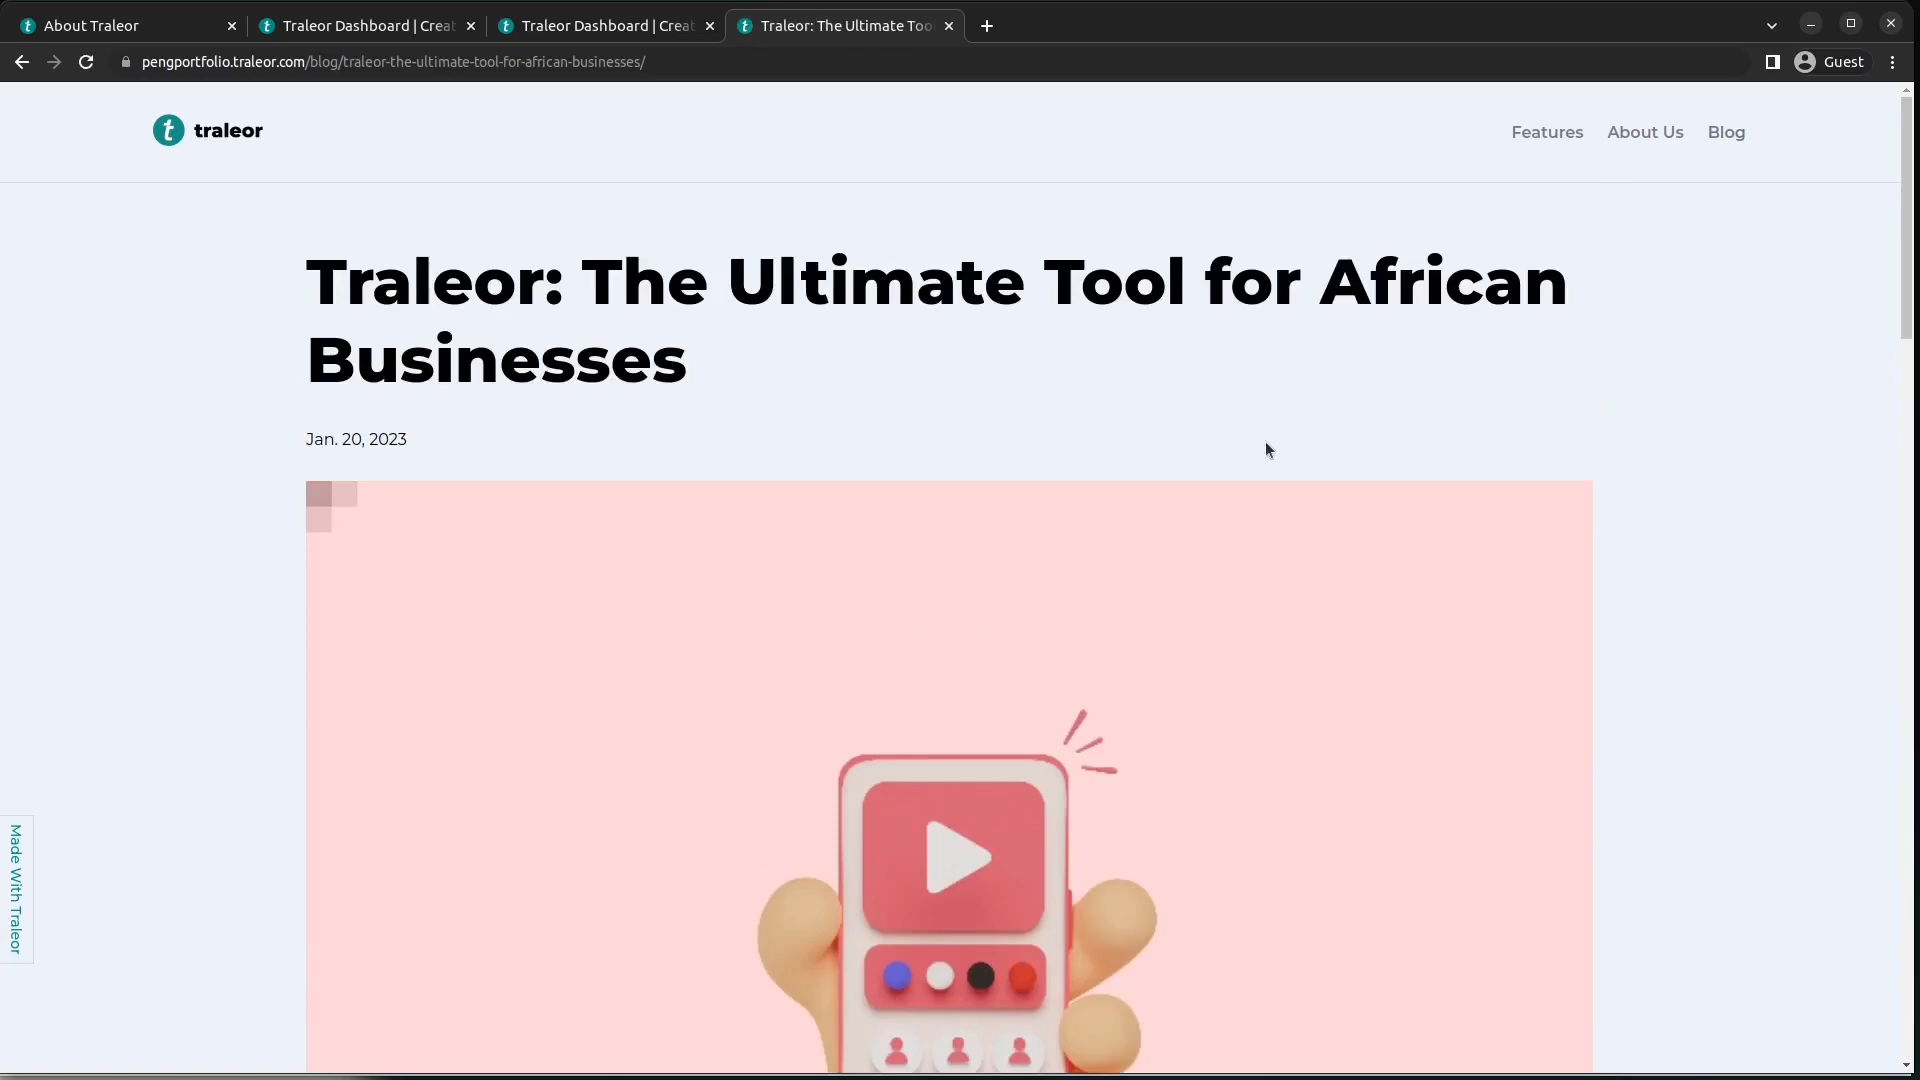 About Traleor
Traleor Dashboard | Creat
Traleor Dashboard | Creat
Traleor: The Ultimate Too
pengportfolio.traleor.com/blog/traleor-the-ultimate-tool-for-african-businesses/
Guest
t traleor
Features
About Us
Blog
Traleor: The Ultimate Tool for African
Businesses
Jan. 20, 2023
Made With Traleor